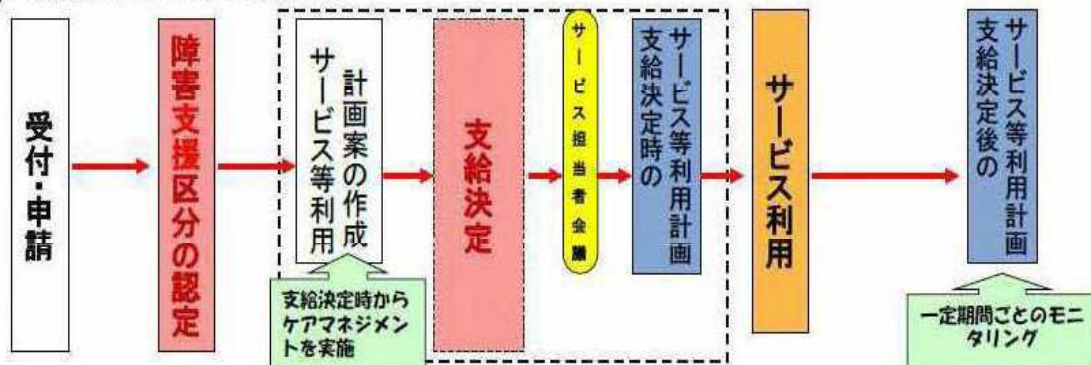 受付・申請
障害支援区分の認定
サービス等利用
計画案の作成
支給決定
サービス担当者会議
支給決定時の
サービス等利用計画
サービス利用
支給決定後の
サービス等利用計画
支給決定時から
ケアマネジメン
トを実施
一定期間ごとのモニ
タリング